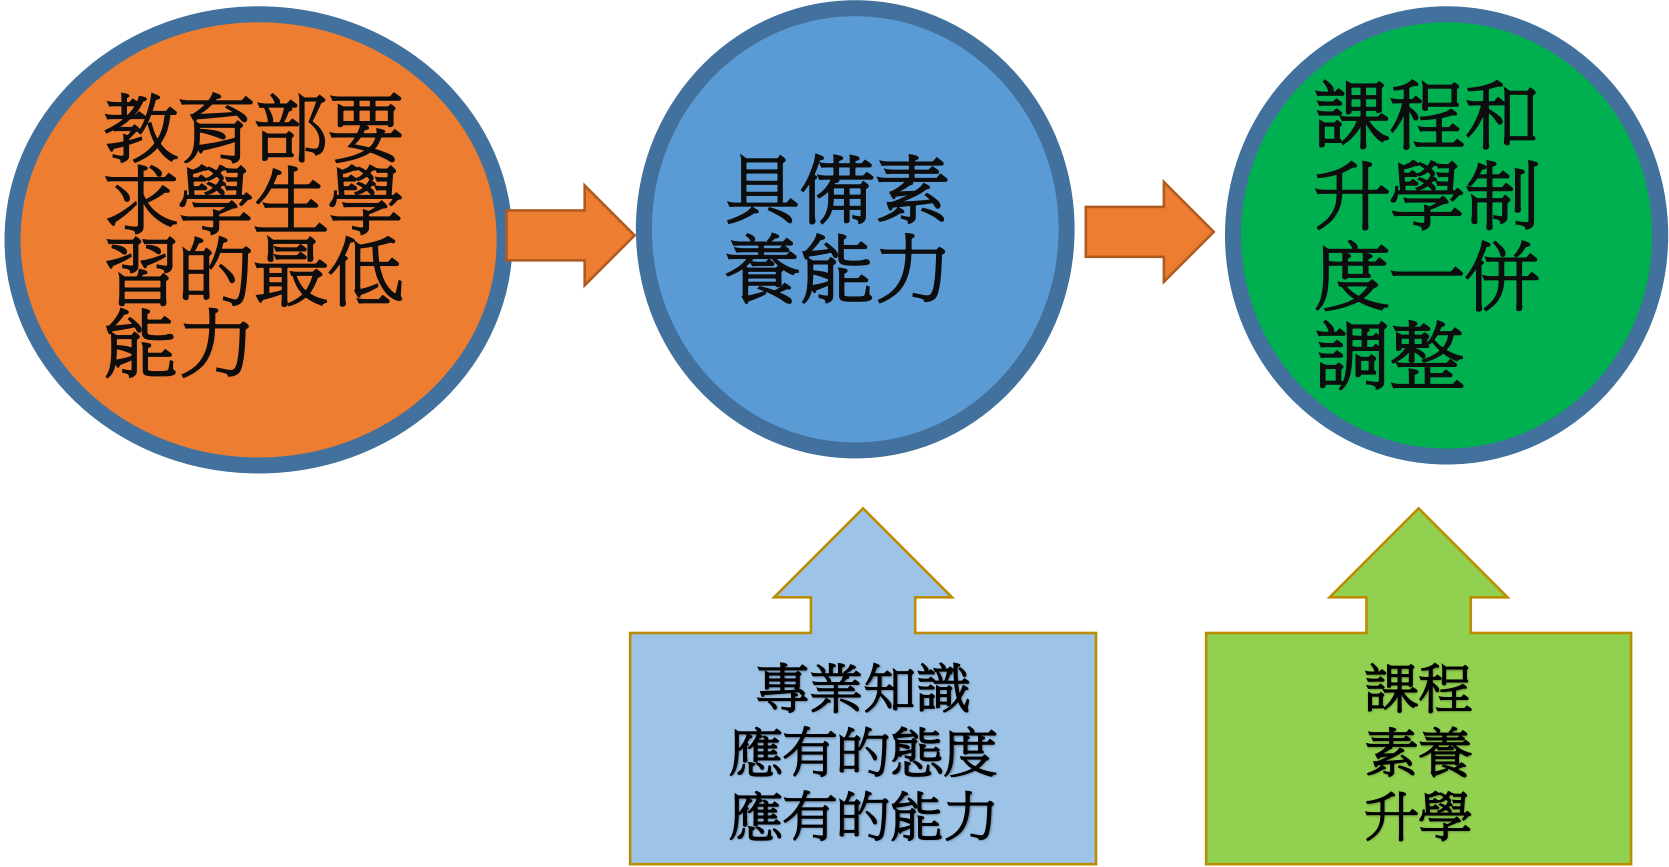 教育部要
求學生學
習的最低
能力
具備素
養能力
課程和
升學制
度一併
調整
專業知識
應有的態度
應有的能力
課程
素養
升學